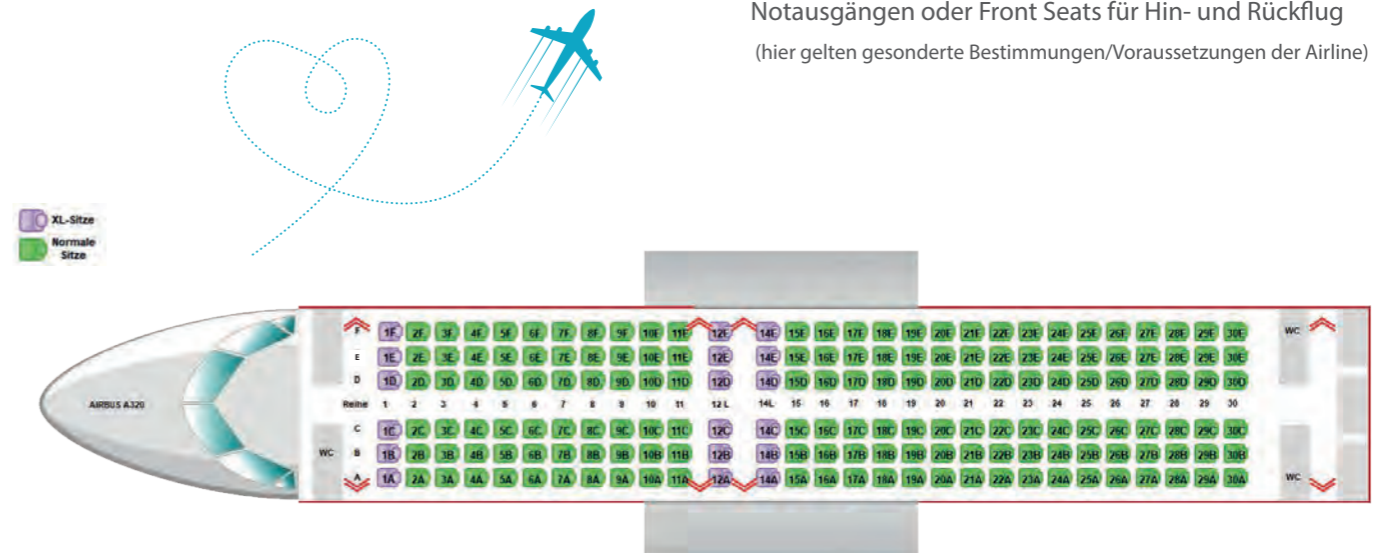 Notausgängen oder Front Seats für Hin- und Rückflug
(hier gelten gesonderte Bestimmungen/Voraussetzungen der Airline)
XL-Sitze
Normale
Sitze
F 1F 2F 3F 4F 5F 6F 7F 8F 9F 10F 11F 12F 14F 15F 16F 17F 18F 19F 20F 21F 22F 23F 24F 25F 26F 27F 28F 29F 30F WC
E 1E 2E 3E 4E 5E 6E 7E 8E 9E 10E 11E 12E 14E 15E 16E 17E 18E 19E 20E 21E 22E 23E 24E 25E 26E 27E 28E 29E 30E
D 1D 2D 3D 4D 5D 6D 7D 8D 9D 10D 11D 12D 14D 15D 16D 17D 18D 19D 20D 21D 22D 23D 24D 25D 26D 27D 28D 29D 30D
AIRBUS A320 Reihe 1 2 3 4 5 6 7 8 9 10 11 12 L 14L 15 16 17 18 19 20 21 22 23 24 25 26 27 28 29 30
C 1C 2C 3C 4C 5C 6C 7C 8C 9C 10C 11C 12C 14C 15C 16C 17C 18C 19C 20C 21C 22C 23C 24C 25C 26C 27C 28C 29C 30C
WC B 1B 2B 3B 4B 5B 6B 7B 8B 9B 10B 11B 12B 14B 15B 16B 17B 18B 19B 20B 21B 22B 23B 24B 25B 26B 27B 28B 29B 30B
A 1A 2A 3A 4A 5A 6A 7A 8A 9A 10A 11A 12A 14A 15A 16A 17A 18A 19A 20A 21A 22A 23A 24A 25A 26A 27A 28A 29A 30A WC